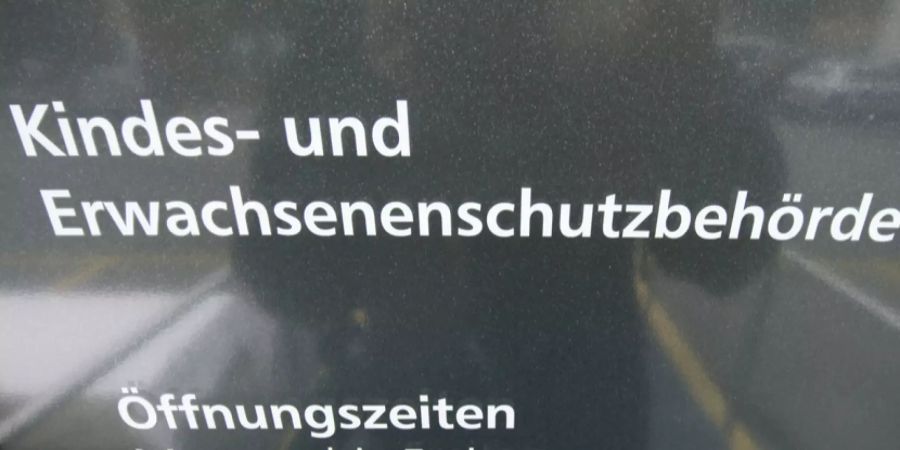 Kindes- und
Erwachsenenschutzbehörde
Öffnungszeiten